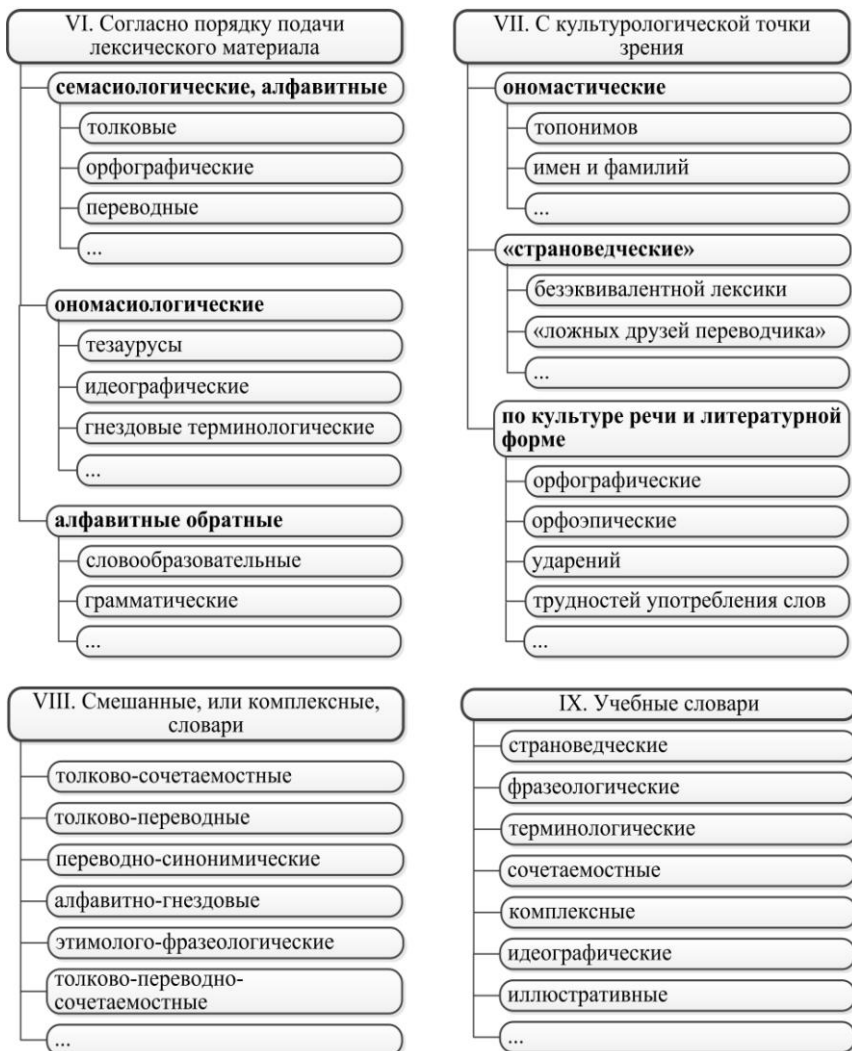 VI. Согласно порядку подачи
лексического материала
семасиологические, алфавитные
толковые
орфографические
переводные
...
ономасиологические
тезаурусы
идеографические
гнездовые терминологические
...
алфавитные обратные
словообразовательные
грамматические
...
VII. С культурологической точки
зрения
ономастические
топонимов
имен и фамилий
...
«страноведческие»
безэквивалентной лексики
«ложных друзей переводчика»
...
по культуре речи и литературной
форме
орфографические
орфоэпические
ударений
трудностей употребления слов
...
VIII. Смешанные, или комплексные,
словари
толково-сочетаемостные
толково-переводные
переводно-синонимические
алфавитно-гнездовые
этимолого-фразеологические
толково-переводно-
сочетаемостные
...
IX. Учебные словари
страноведческие
фразеологические
терминологические
сочетаемостные
комплексные
идеографические
иллюстративные
...